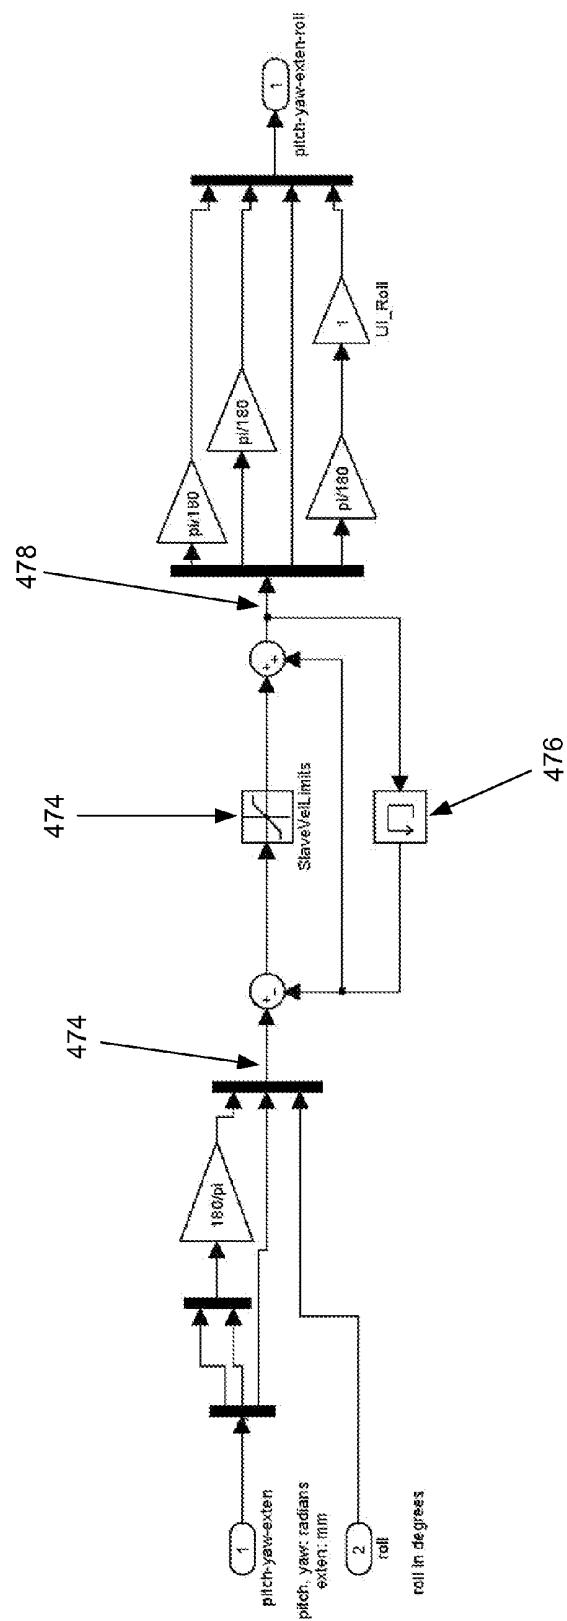 1
pitch-yaw-exten
pitch, yaw: radians
exten: mm
2
roll
roll in degrees
180/pi
474
474
SlaveVelLimits
476
478
pi/180
pi/180
pi/180
1
UI_Roll
1
pitch-yaw-exten-roll